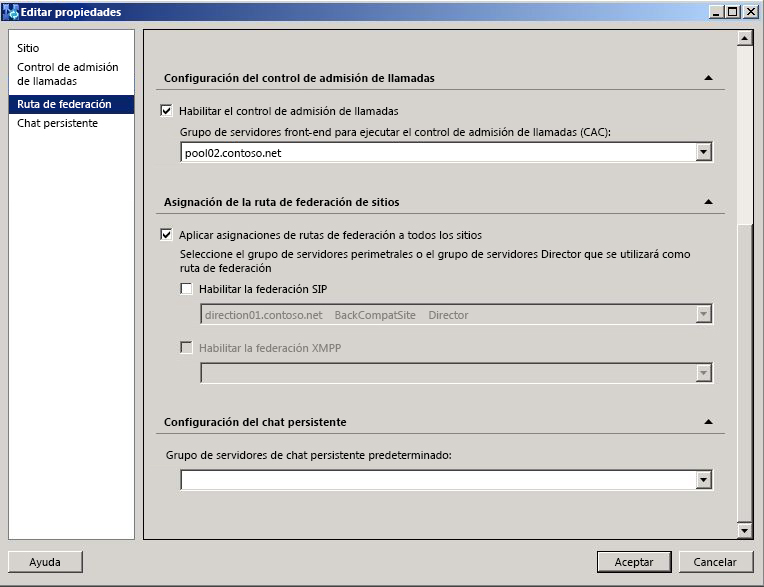 Editar propiedades
Sitio
Control de admisión
de llamadas
Ruta de federación
Chat persistente
Configuración del control de admisión de llamadas
Habilitar el control de admisión de llamadas
Grupo de servidores front-end para ejecutar el control de admisión de llamadas (CAC):
pool02.contoso.net
Asignación de la ruta de federación de sitios
Aplicar asignaciones de rutas de federación a todos los sitios
Seleccione el grupo de servidores perimetrales o el grupo de servidores Director que se utilizará como
ruta de federación
Habilitar la federación SIP
direction01.contoso.net BackCompatSite Director
Habilitar la federación XMPP
Configuración del chat persistente
Grupo de servidores de chat persistente predeterminado:
Ayuda
Aceptar
Cancelar